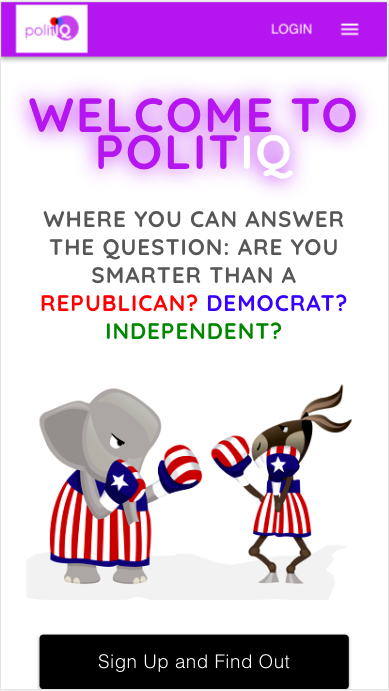 politIQ
LOGIN
WELCOME TO
POLITIQ
WHERE YOU CAN ANSWER
THE QUESTION: ARE YOU
SMARTER THAN A
REPUBLICAN? DEMOCRAT?
INDEPENDENT?
Sign Up and Find Out